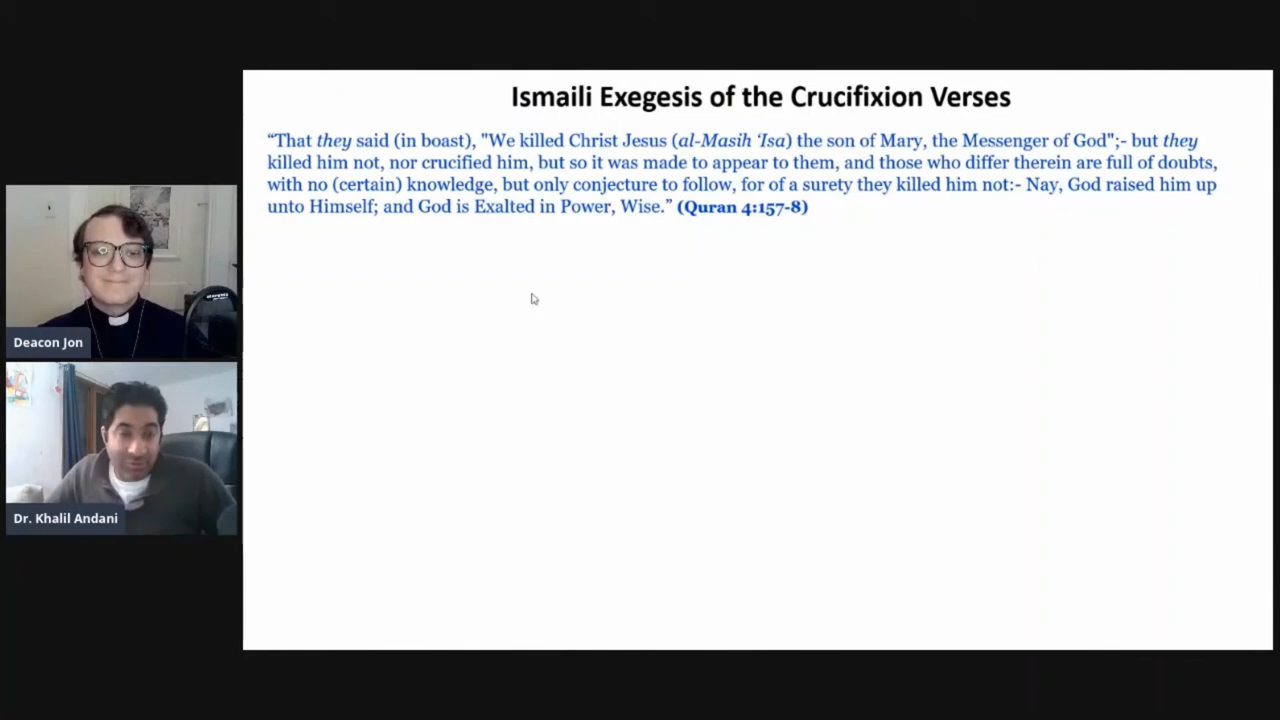 Ismaili Exegesis of the Crucifixion Verses
“That they said (in boast), "We killed Christ Jesus (al-Masih ‘Isa) the son of Mary, the Messenger of God";- but they
killed him not, nor crucified him, but so it was made to appear to them, and those who differ therein are full of doubts,
with no (certain) knowledge, but only conjecture to follow, for of a surety they killed him not:- Nay, God raised him up
unto Himself; and God is Exalted in Power, Wise.” (Quran 4:157-8)
Deacon Jon
Dr. Khalil Andani